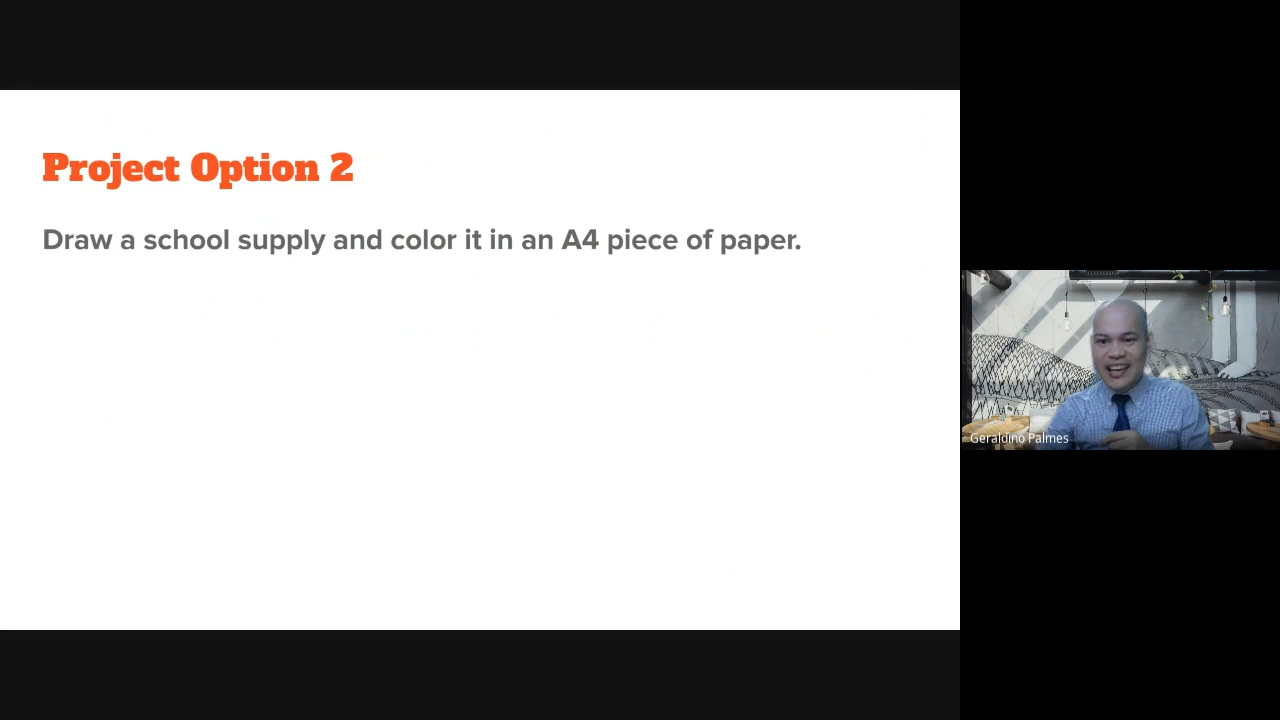 Project Option 2
Draw a school supply and color it in an A4 piece of paper.
Geraldino Palmes